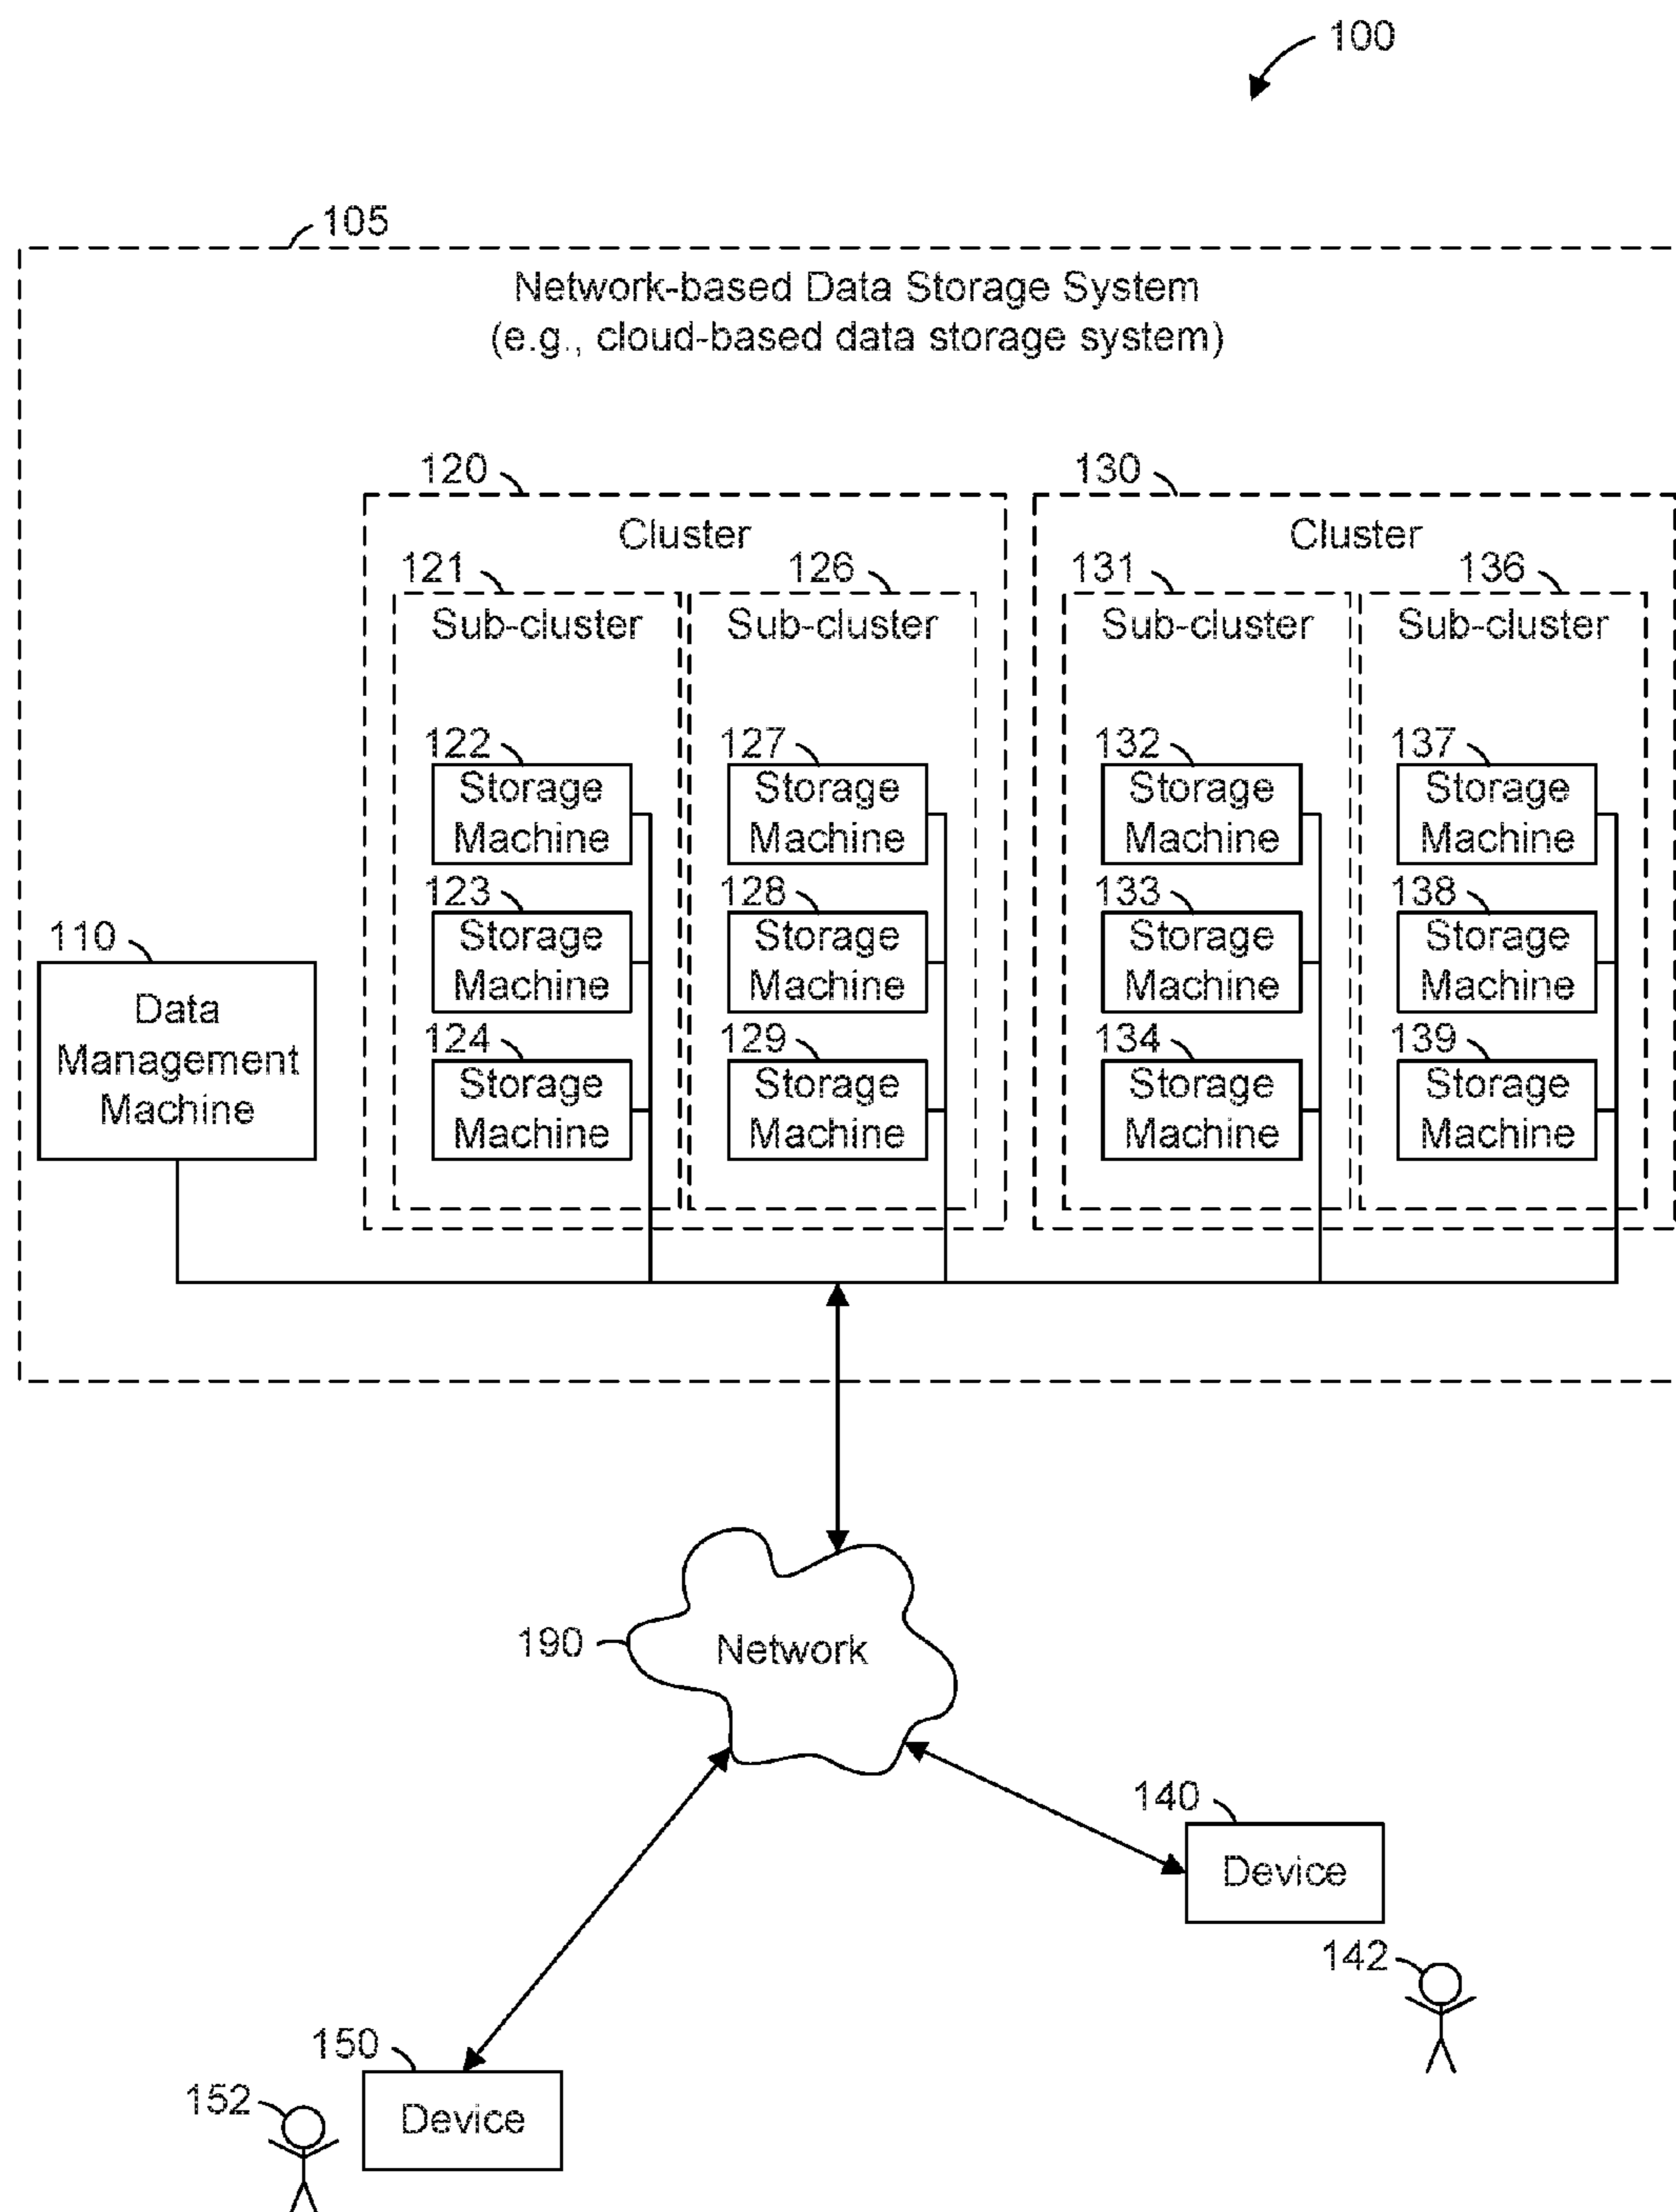 100
105
Network-based Data Storage System
(e.g., cloud-based data storage system)
120
130
Cluster
Cluster
121
126
131
136
Sub-cluster
Sub-cluster
Sub-cluster
Sub-cluster
122
127
132
137
Storage
Machine
Storage
Machine
Storage
Machine
Storage
Machine
123
128
133
138
Storage
Machine
Storage
Machine
Storage
Machine
Storage
Machine
110
Data
Management
Machine
124
129
134
139
Storage
Machine
Storage
Machine
Storage
Machine
Storage
Machine
190
Network
140
Device
142
150
152
Device